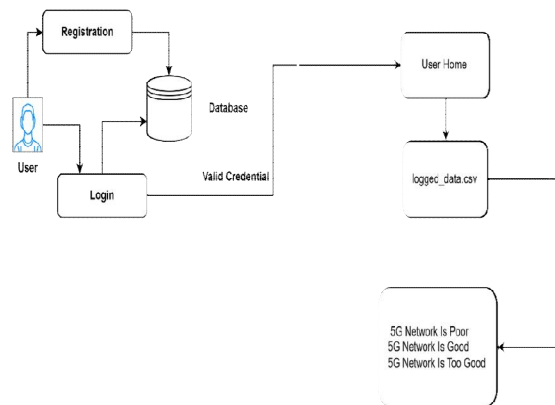 Registration
User Home
Database
User
Valid Credential
Login
logged_data.csv
5G Network Is Poor
5G Network Is Good
5G Network Is Too Good